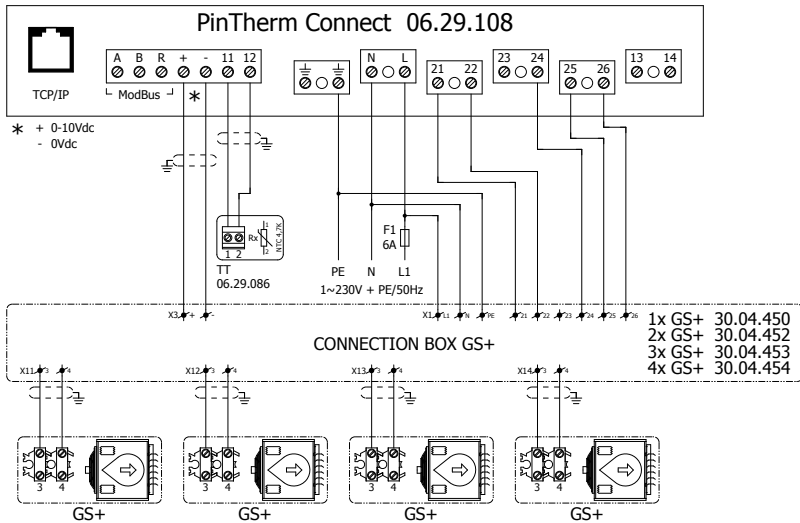 PinTherm Connect 06.29.108
TCP/IP
A B R + - 11 12
ModBus *
N L
21 22
23 24
25 26
13 14
* + 0-10Vdc
- 0Vdc
Rx
1
2
NTC 4,7K
1 2
TT
06.29.086
F1
6A
PE N L1
1~230V + PE/50Hz
X3 + -
X1 L1 N PE 21 22 23 24 25 26
CONNECTION BOX GS+
1x GS+ 30.04.450
2x GS+ 30.04.452
3x GS+ 30.04.453
4x GS+ 30.04.454
X11 3 4
X12 3 4
X13 3 4
X14 3 4
3 4
3 4
3 4
3 4
GS+
GS+
GS+
GS+